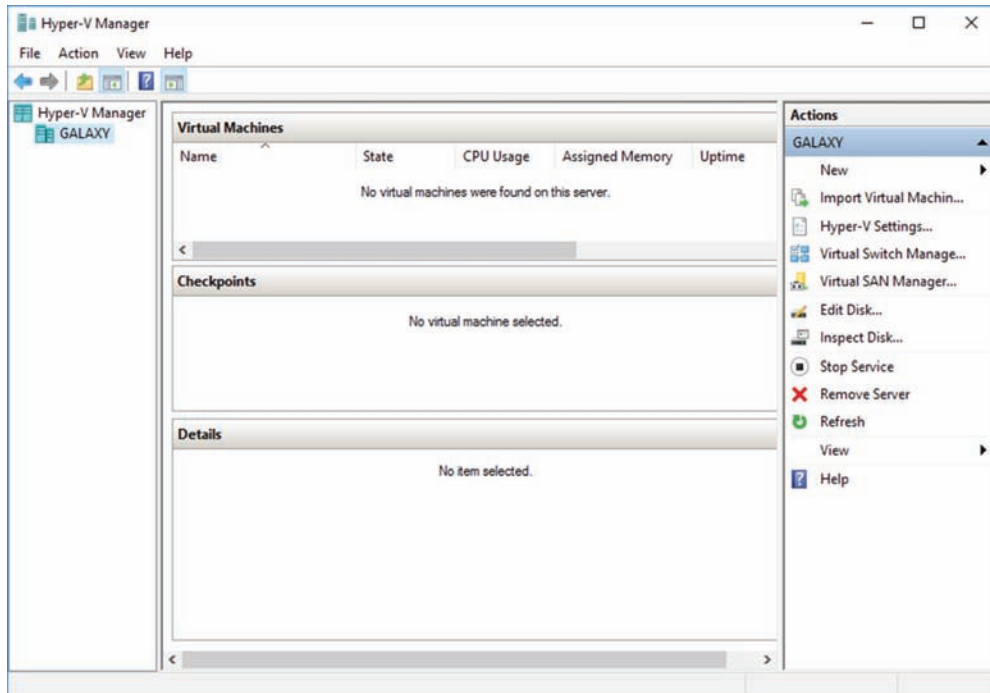 Hyper-V Manager
File Action View Help
Hyper-V Manager
GALAXY
Virtual Machines
Name State CPU Usage Assigned Memory Uptime
No virtual machines were found on this server.
Checkpoints
No virtual machine selected.
Details
No item selected.
Actions
GALAXY
New
Import Virtual Machin...
Hyper-V Settings...
Virtual Switch Manage...
Virtual SAN Manager...
Edit Disk...
Inspect Disk...
Stop Service
Remove Server
Refresh
View
Help